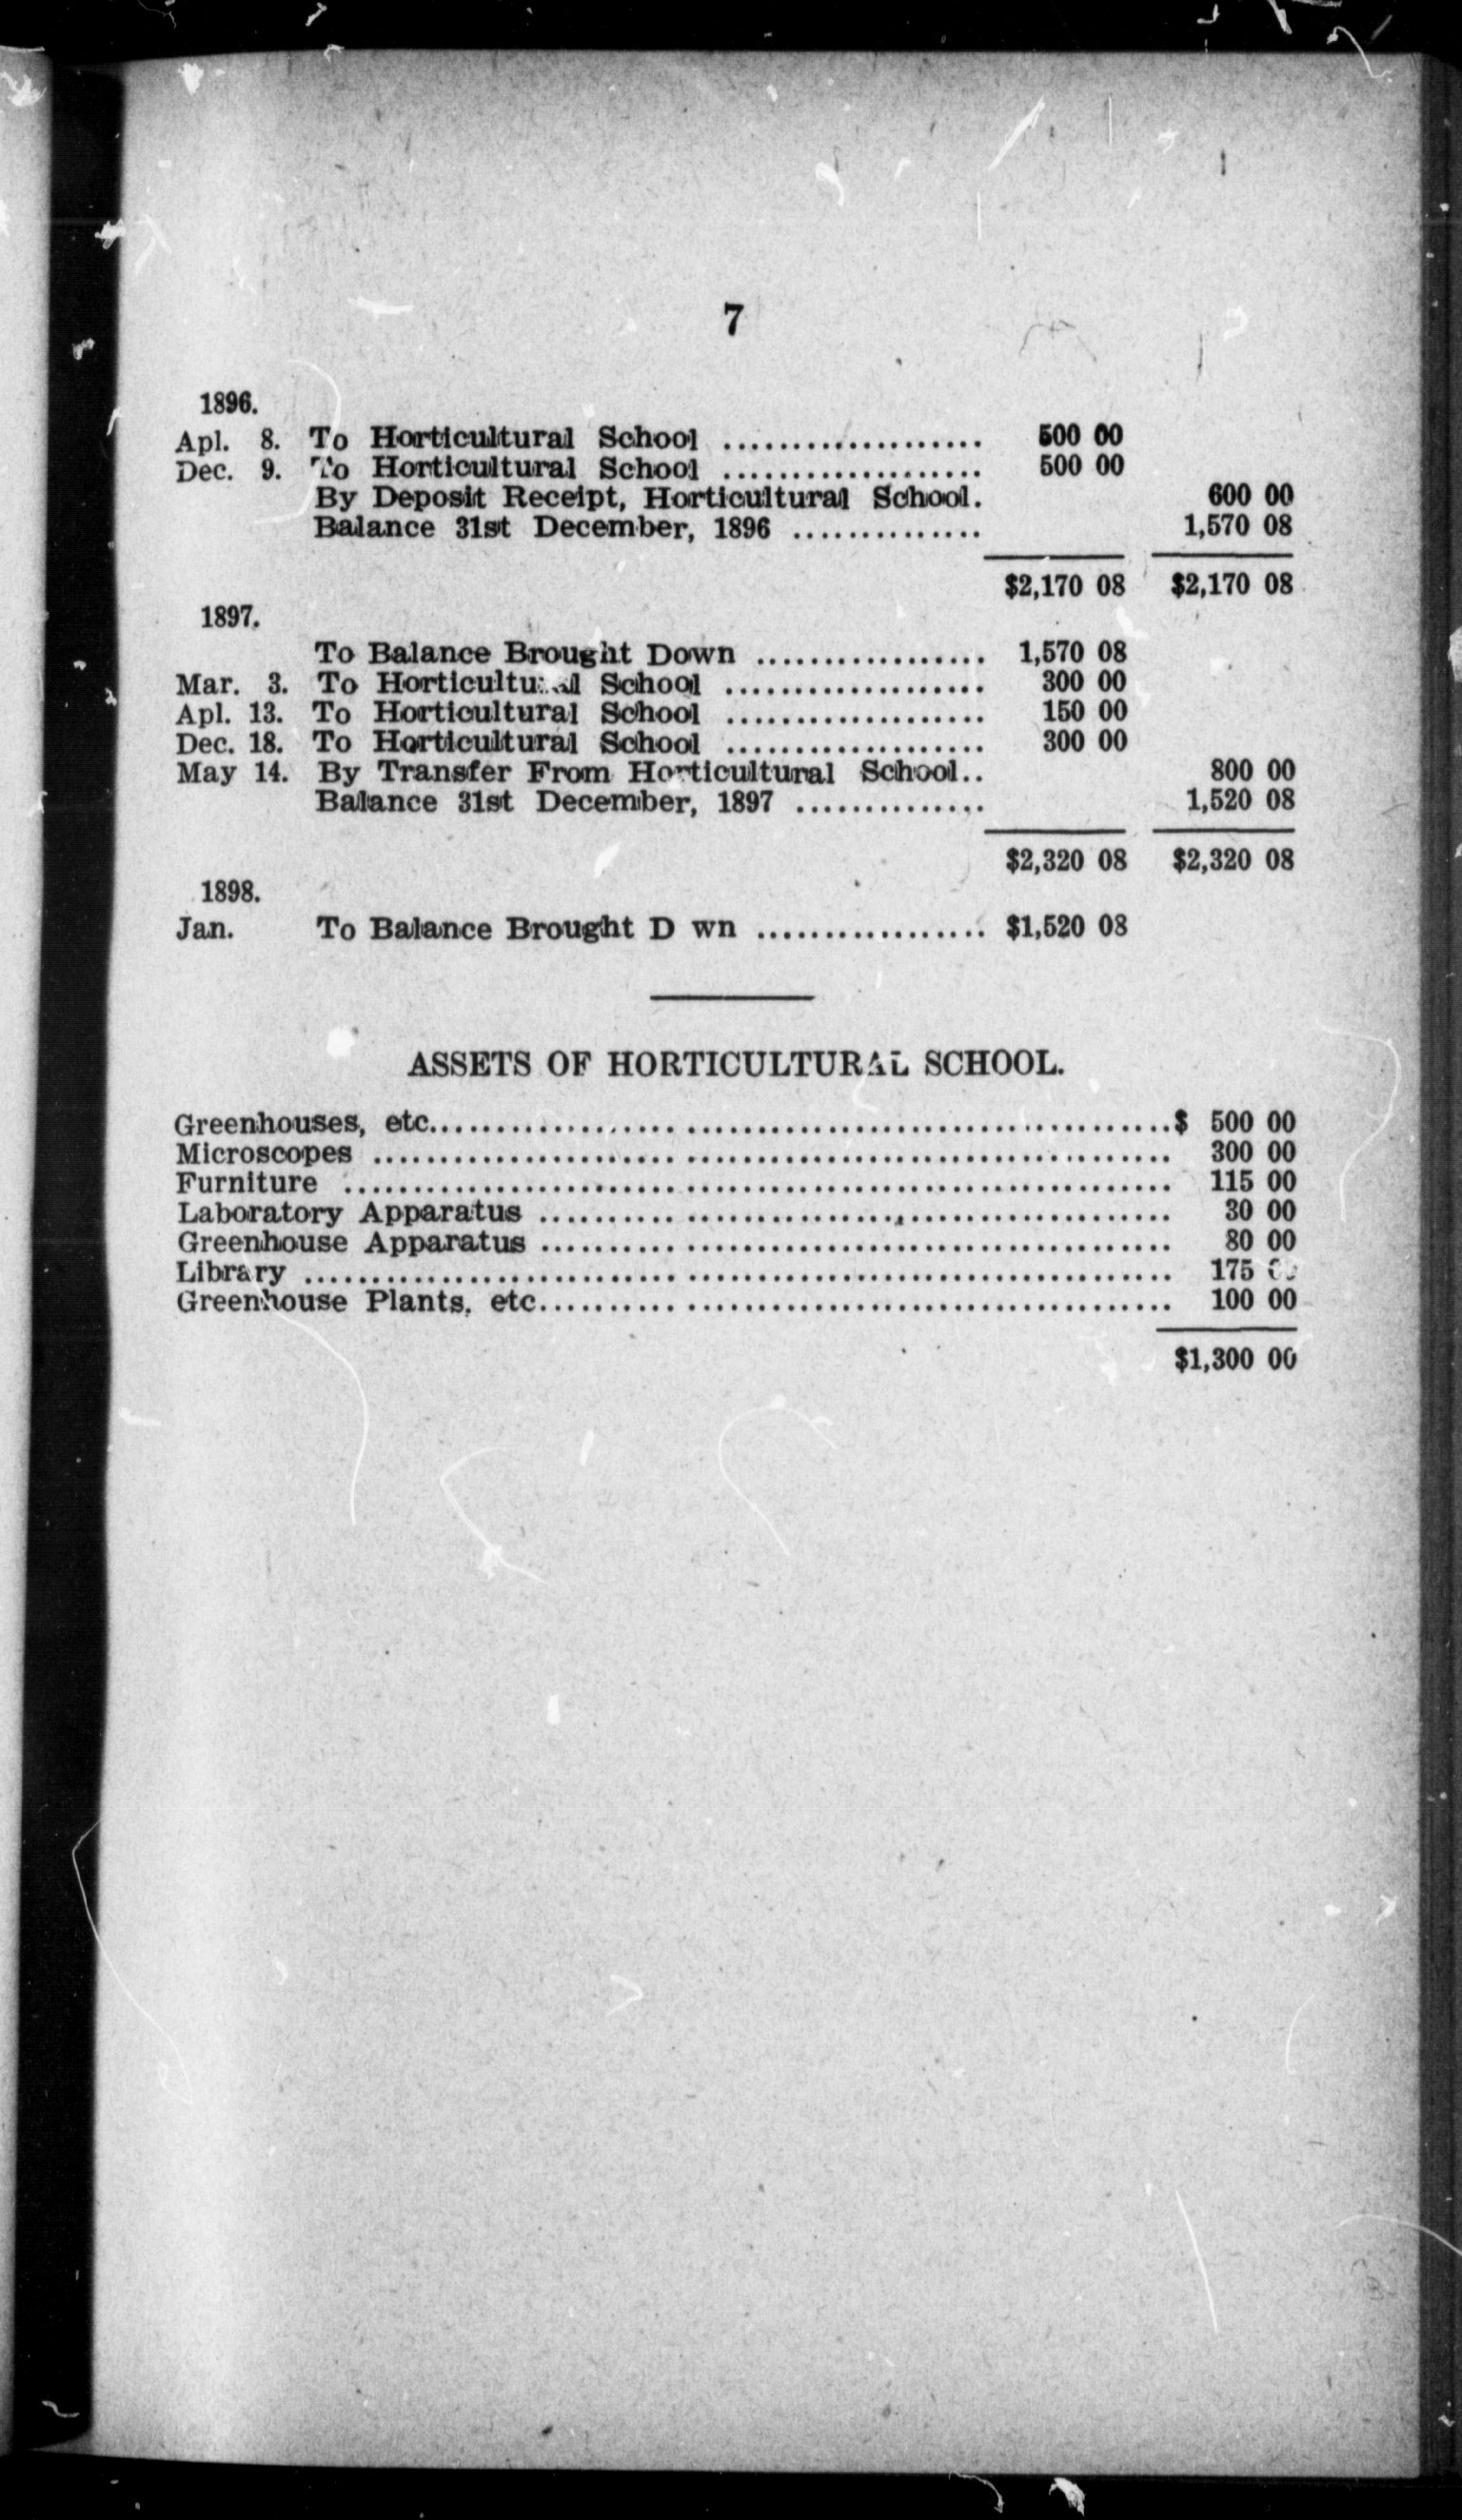 7
1896.
Apl. 8. To Horticultural School ................... 500 00
Dec. 9. To Horticultural School ................... 500 00
By Deposit Receipt, Horticultural School. 600 00
Balance 31st December, 1896 .............. 1,570 08
$2,170 08 $2,170 08
1897.
To Balance Brought Down ................. 1,570 08
Mar. 3. To Horticultural School ................... 300 00
Apl. 13. To Horticultural School ................... 150 00
Dec. 18. To Horticultural School ................... 300 00
May 14. By Transfer From Horticultural School.. 800 00
Balance 31st December, 1897 .............. 1,520 08
$2,320 08 $2,320 08
1898.
Jan. To Balance Brought D wn ................. $1,520 08
ASSETS OF HORTICULTURAL SCHOOL.
Greenhouses, etc.....................................................$ 500 00
Microscopes ......................................................... 300 00
Furniture ........................................................... 115 00
Laboratory Apparatus ............................................. 30 00
Greenhouse Apparatus ............................................. 80 00
Library .............................................................. 175 00
Greenhouse Plants, etc............................................. 100 00
$1,300 00